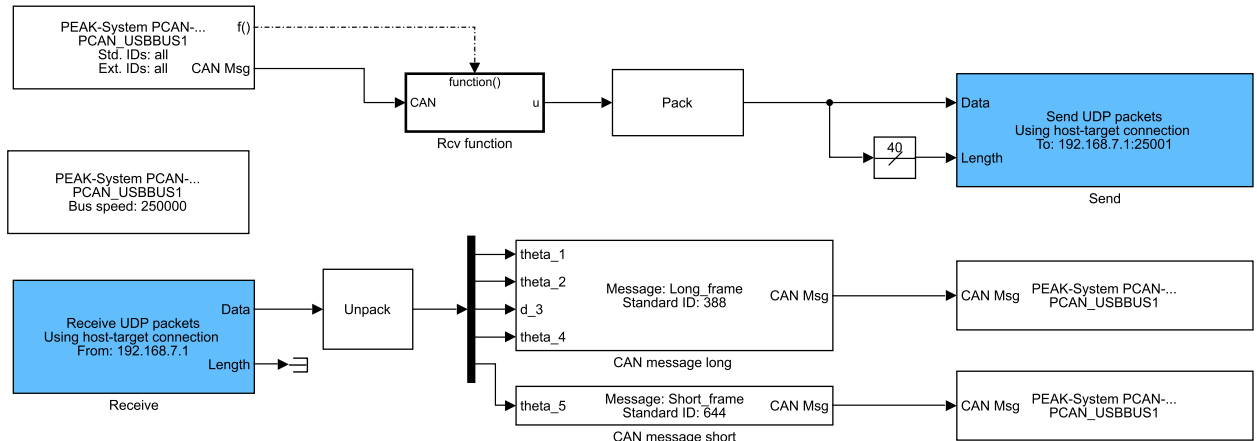 PEAK-System PCAN-...
PCAN_USBBUS1
Std. IDs: all
Ext. IDs: all
f()
CAN Msg
function()
CAN
u
Rcv function
Pack
40
Data
Length
Send UDP packets
Using host-target connection
To: 192.168.7.1:25001
Send
PEAK-System PCAN-...
PCAN_USBBUS1
Bus speed: 250000
Receive UDP packets
Using host-target connection
From: 192.168.7.1
Data
Length
Receive
Unpack
theta_1
theta_2
d_3
theta_4
Message: Long_frame
Standard ID: 388
CAN Msg
CAN message long
CAN Msg
PEAK-System PCAN-...
PCAN_USBBUS1
theta_5
Message: Short_frame
Standard ID: 644
CAN Msg
CAN message short
CAN Msg
PEAK-System PCAN-...
PCAN_USBBUS1